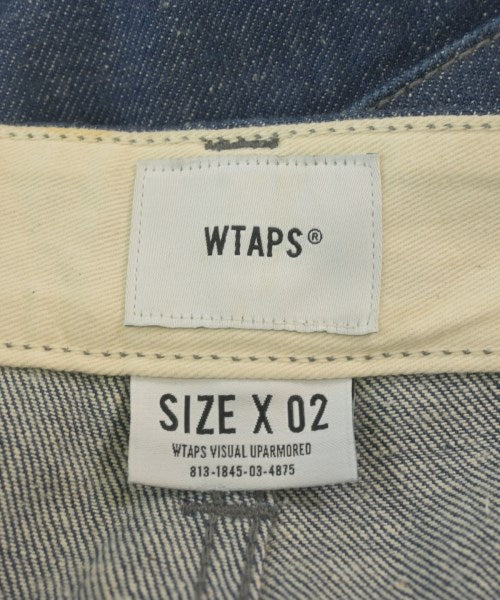 WTAPS®
SIZE X 02
WTAPS VISUAL UPARMORED
813-1845-03-4875